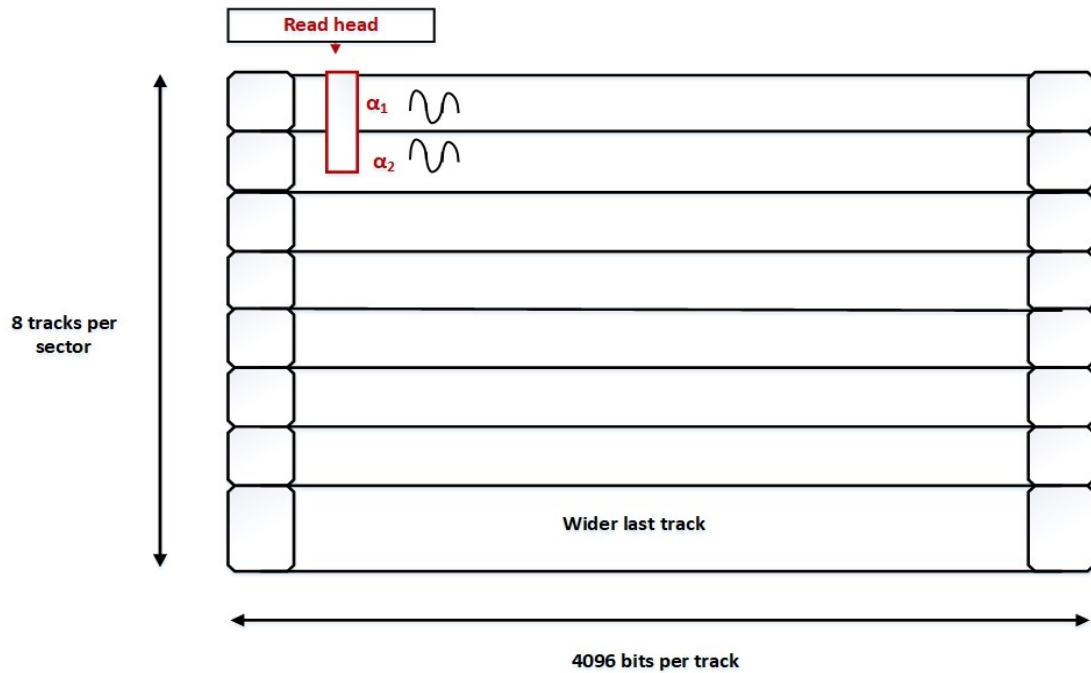 Read head
α1
α2
8 tracks per
sector
Wider last track
4096 bits per track